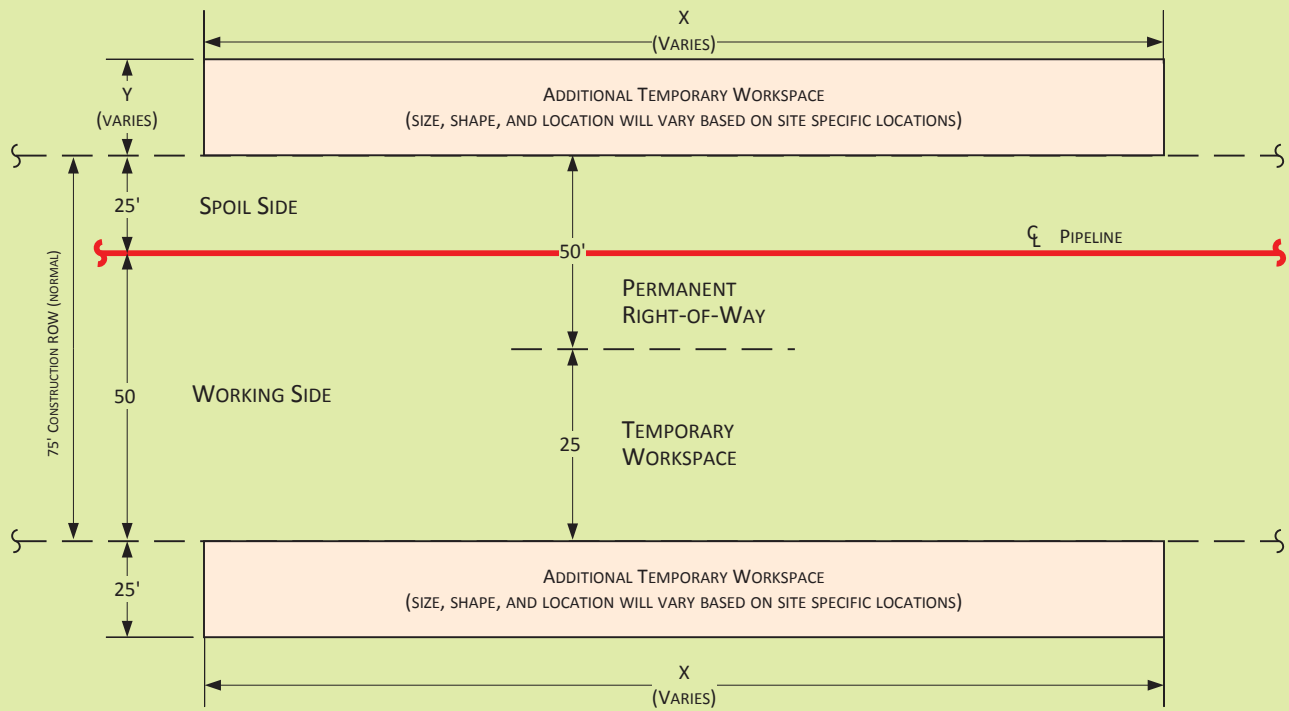 X
(VARIES)
Y
(VARIES)
ADDITIONAL TEMPORARY WORKSPACE
(SIZE, SHAPE, AND LOCATION WILL VARY BASED ON SITE SPECIFIC LOCATIONS)
25'
SPOIL SIDE
℄ PIPELINE
50'
PERMANENT
RIGHT-OF-WAY
75' CONSTRUCTION ROW (NORMAL)
50
WORKING SIDE
25
TEMPORARY
WORKSPACE
25'
ADDITIONAL TEMPORARY WORKSPACE
(SIZE, SHAPE, AND LOCATION WILL VARY BASED ON SITE SPECIFIC LOCATIONS)
X
(VARIES)